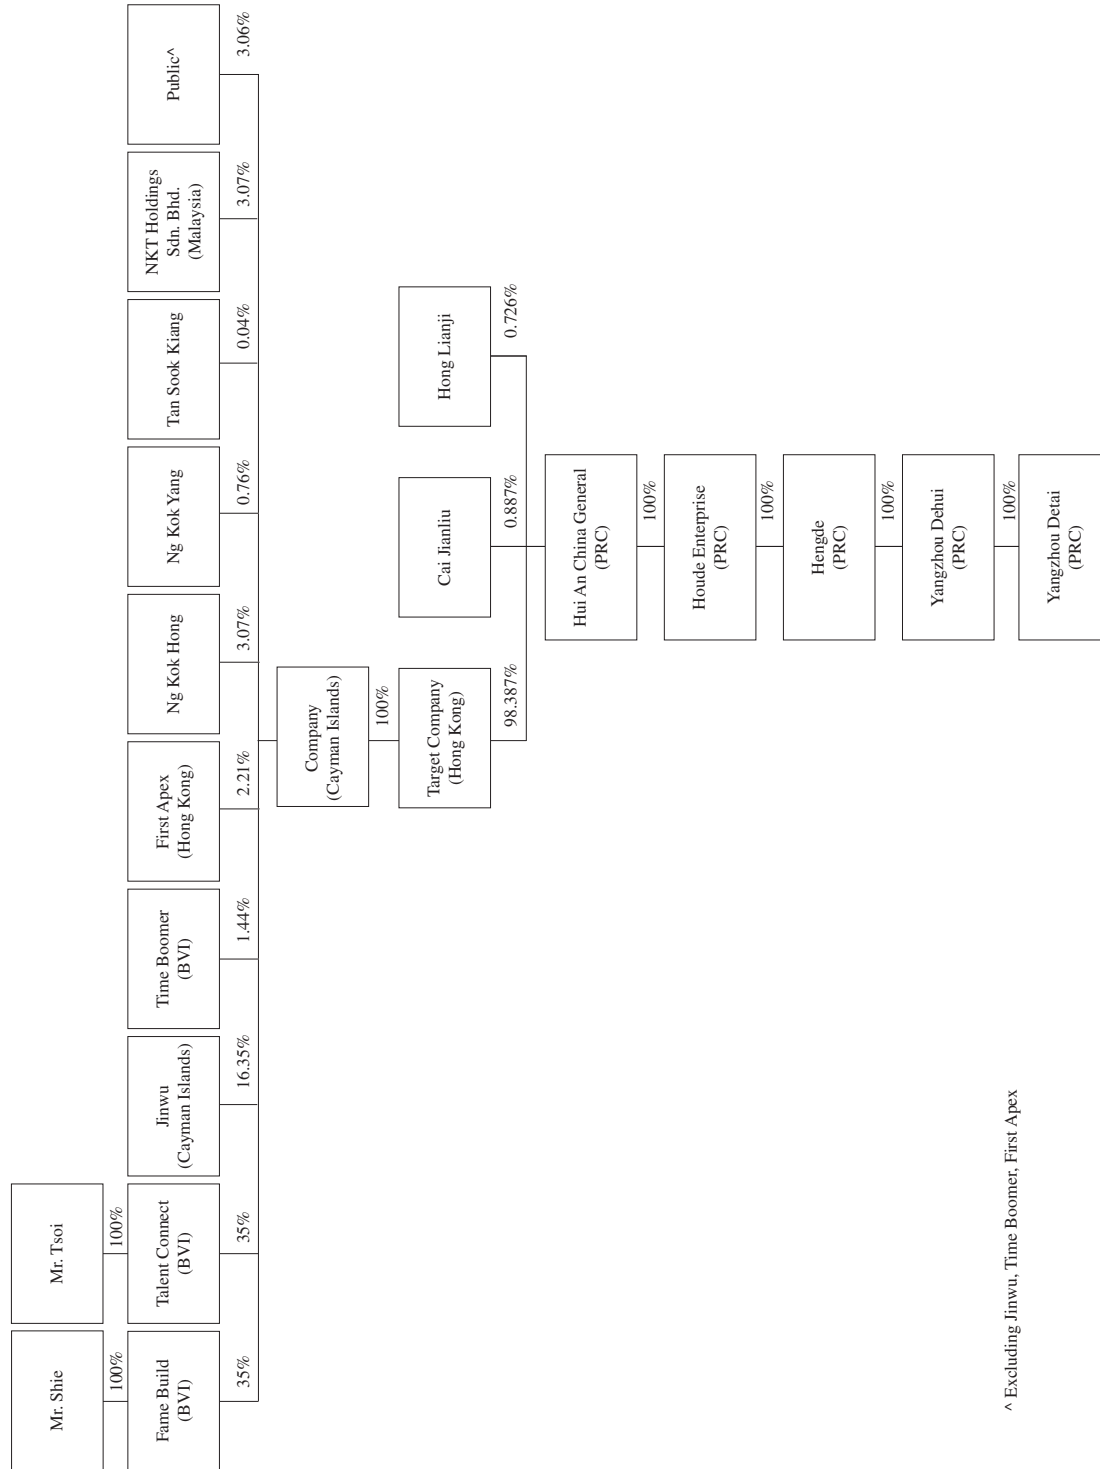 Mr. Shie
Mr. Tsoi
100%
100%
Fame Build
(BVI)
Talent Connect
(BVI)
Jinwu
(Cayman Islands)
Time Boomer
(BVI)
First Apex
(Hong Kong)
Ng Kok Hong
Ng Kok Yang
Tan Sook Kiang
NKT Holdings
Sdn. Bhd.
(Malaysia)
Public^
35%
35%
16.35%
1.44%
2.21%
3.07%
0.76%
0.04%
3.07%
3.06%
Company
(Cayman Islands)
100%
Target Company
(Hong Kong)
Cai Jianliu
Hong Lianji
98.387%
0.887%
0.726%
Hui An China General
(PRC)
100%
Houde Enterprise
(PRC)
100%
Hengde
(PRC)
100%
Yangzhou Dehui
(PRC)
100%
Yangzhou Detai
(PRC)
^ Excluding Jinwu, Time Boomer, First Apex